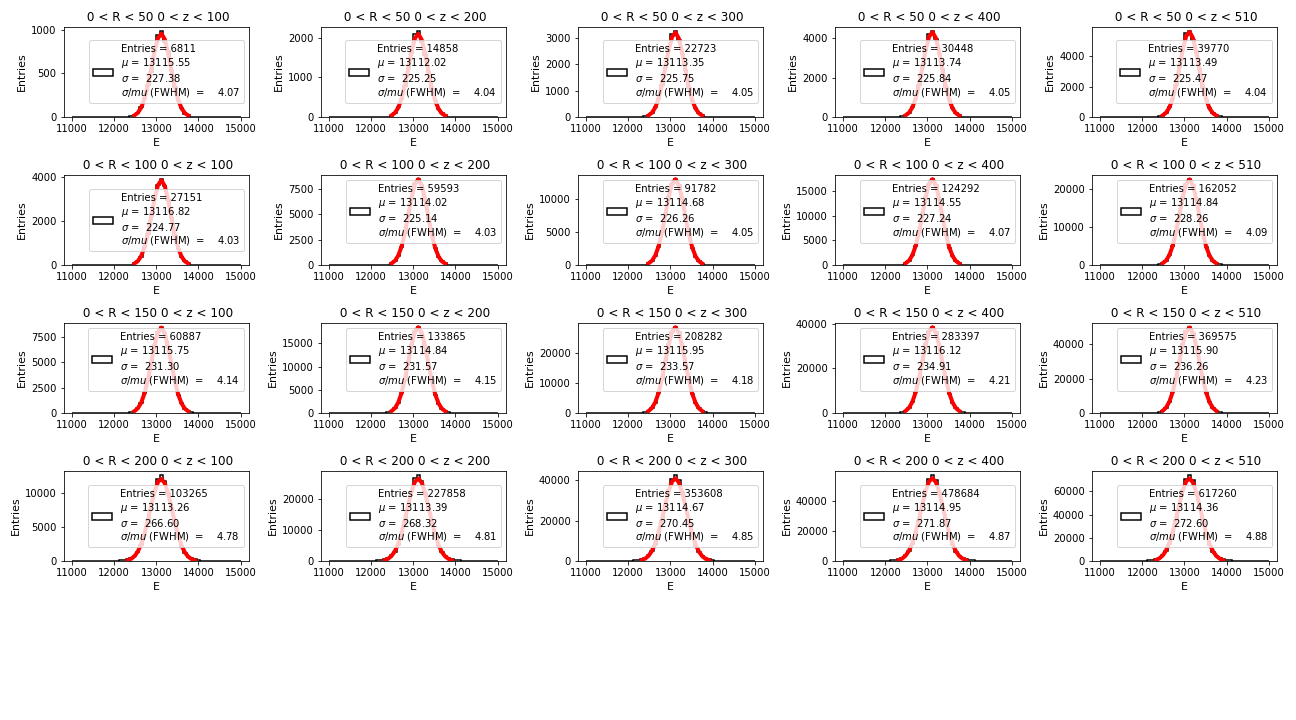 0 < R < 50 0 < z < 100
1000
500
0
Entries
Entries = 6811
μ = 13115.55
σ = 227.38
σ/mu (FWHM) = 4.07
11000 12000 13000 14000 15000
E
0 < R < 50 0 < z < 200
2000
1000
0
Entries
Entries = 14858
μ = 13112.02
σ = 225.25
σ/mu (FWHM) = 4.04
11000 12000 13000 14000 15000
E
0 < R < 50 0 < z < 300
3000
2000
1000
0
Entries
Entries = 22723
μ = 13113.35
σ = 225.75
σ/mu (FWHM) = 4.05
11000 12000 13000 14000 15000
E
0 < R < 50 0 < z < 400
4000
2000
0
Entries
Entries = 30448
μ = 13113.74
σ = 225.84
σ/mu (FWHM) = 4.05
11000 12000 13000 14000 15000
E
0 < R < 50 0 < z < 510
4000
2000
0
Entries
Entries = 39770
μ = 13113.49
σ = 225.47
σ/mu (FWHM) = 4.04
11000 12000 13000 14000 15000
E
0 < R < 100 0 < z < 100
4000
2000
0
Entries
Entries = 27151
μ = 13116.82
σ = 224.77
σ/mu (FWHM) = 4.03
11000 12000 13000 14000 15000
E
0 < R < 100 0 < z < 200
7500
5000
2500
0
Entries
Entries = 59593
μ = 13114.02
σ = 225.14
σ/mu (FWHM) = 4.03
11000 12000 13000 14000 15000
E
0 < R < 100 0 < z < 300
10000
5000
0
Entries
Entries = 91782
μ = 13114.68
σ = 226.26
σ/mu (FWHM) = 4.05
11000 12000 13000 14000 15000
E
0 < R < 100 0 < z < 400
15000
10000
5000
0
Entries
Entries = 124292
μ = 13114.55
σ = 227.24
σ/mu (FWHM) = 4.07
11000 12000 13000 14000 15000
E
0 < R < 100 0 < z < 510
20000
10000
0
Entries
Entries = 162052
μ = 13114.84
σ = 228.26
σ/mu (FWHM) = 4.09
11000 12000 13000 14000 15000
E
0 < R < 150 0 < z < 100
7500
5000
2500
0
Entries
Entries = 60887
μ = 13115.75
σ = 231.30
σ/mu (FWHM) = 4.14
11000 12000 13000 14000 15000
E
0 < R < 150 0 < z < 200
15000
10000
5000
0
Entries
Entries = 133865
μ = 13114.84
σ = 231.57
σ/mu (FWHM) = 4.15
11000 12000 13000 14000 15000
E
0 < R < 150 0 < z < 300
20000
10000
0
Entries
Entries = 208282
μ = 13115.95
σ = 233.57
σ/mu (FWHM) = 4.18
11000 12000 13000 14000 15000
E
0 < R < 150 0 < z < 400
40000
20000
0
Entries
Entries = 283397
μ = 13116.12
σ = 234.91
σ/mu (FWHM) = 4.21
11000 12000 13000 14000 15000
E
0 < R < 150 0 < z < 510
40000
20000
0
Entries
Entries = 369575
μ = 13115.90
σ = 236.26
σ/mu (FWHM) = 4.23
11000 12000 13000 14000 15000
E
0 < R < 200 0 < z < 100
10000
5000
0
Entries
Entries = 103265
μ = 13113.26
σ = 266.60
σ/mu (FWHM) = 4.78
11000 12000 13000 14000 15000
E
0 < R < 200 0 < z < 200
20000
10000
0
Entries
Entries = 227858
μ = 13113.39
σ = 268.32
σ/mu (FWHM) = 4.81
11000 12000 13000 14000 15000
E
0 < R < 200 0 < z < 300
40000
20000
0
Entries
Entries = 353608
μ = 13114.67
σ = 270.45
σ/mu (FWHM) = 4.85
11000 12000 13000 14000 15000
E
0 < R < 200 0 < z < 400
40000
20000
0
Entries
Entries = 478684
μ = 13114.95
σ = 271.87
σ/mu (FWHM) = 4.87
11000 12000 13000 14000 15000
E
0 < R < 200 0 < z < 510
60000
40000
20000
0
Entries
Entries = 617260
μ = 13114.36
σ = 272.60
σ/mu (FWHM) = 4.88
11000 12000 13000 14000 15000
E